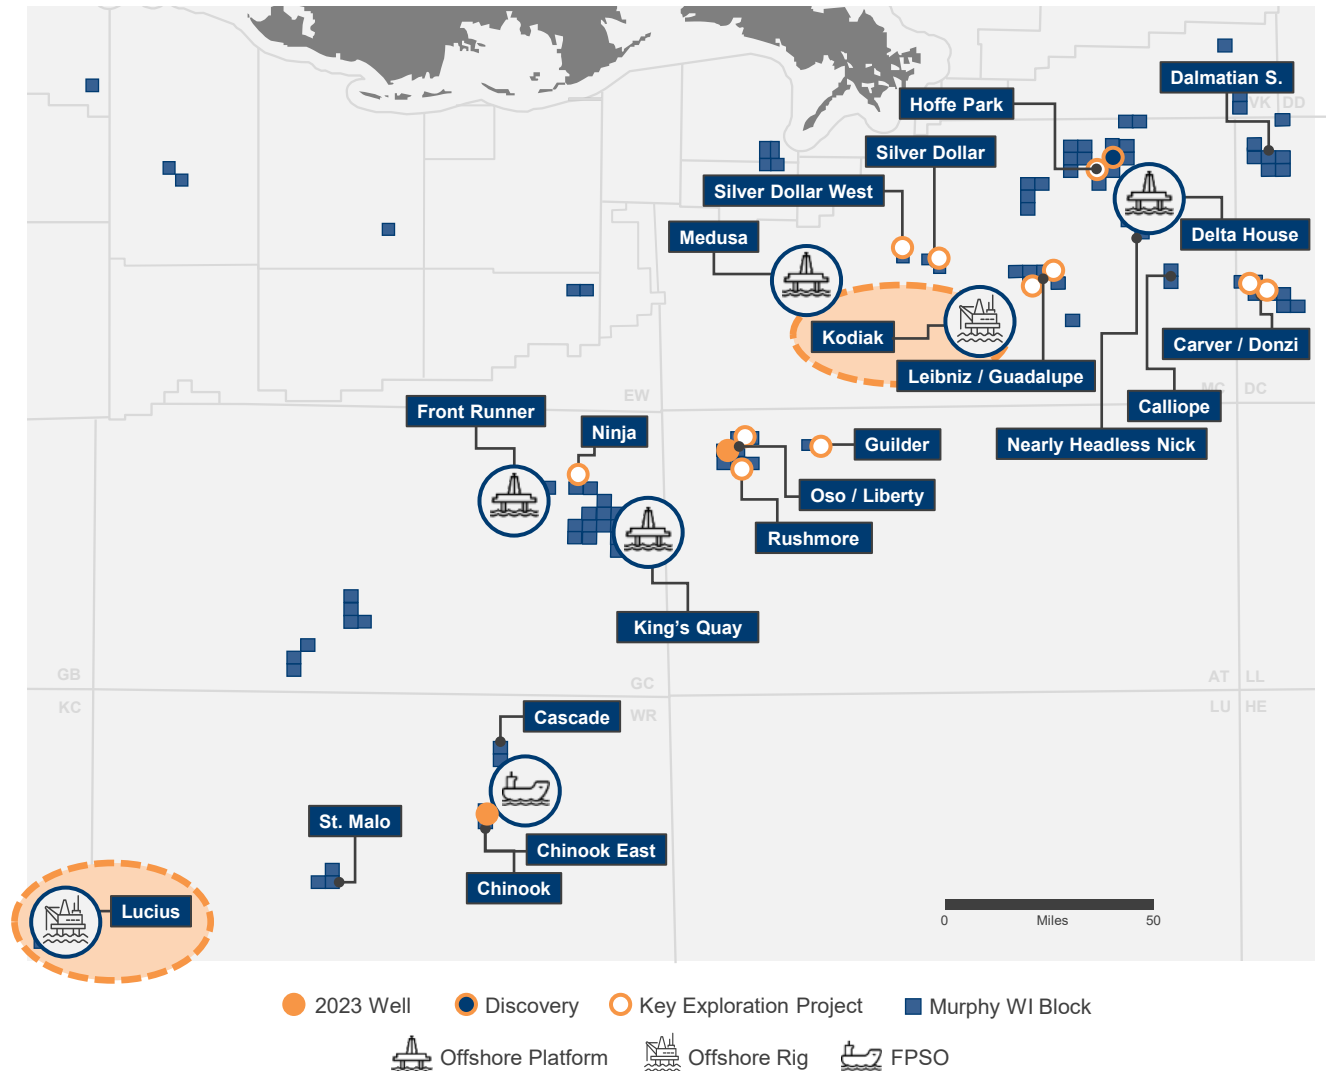 Dalmatian S.
Hoffe Park
VK
DD
Silver Dollar
Silver Dollar West
Medusa
Delta House
Kodiak
Carver / Donzi
Leibniz / Guadalupe
MC
DC
EW
Calliope
Front Runner
Ninja
Guilder
Nearly Headless Nick
Oso / Liberty
Rushmore
King's Quay
GB
GC
AT
LL
KC
WR
LU
HE
Cascade
St. Malo
Chinook East
Chinook
Lucius
0 Miles 50
2023 Well
Discovery
Key Exploration Project
Murphy WI Block
Offshore Platform
Offshore Rig
FPSO